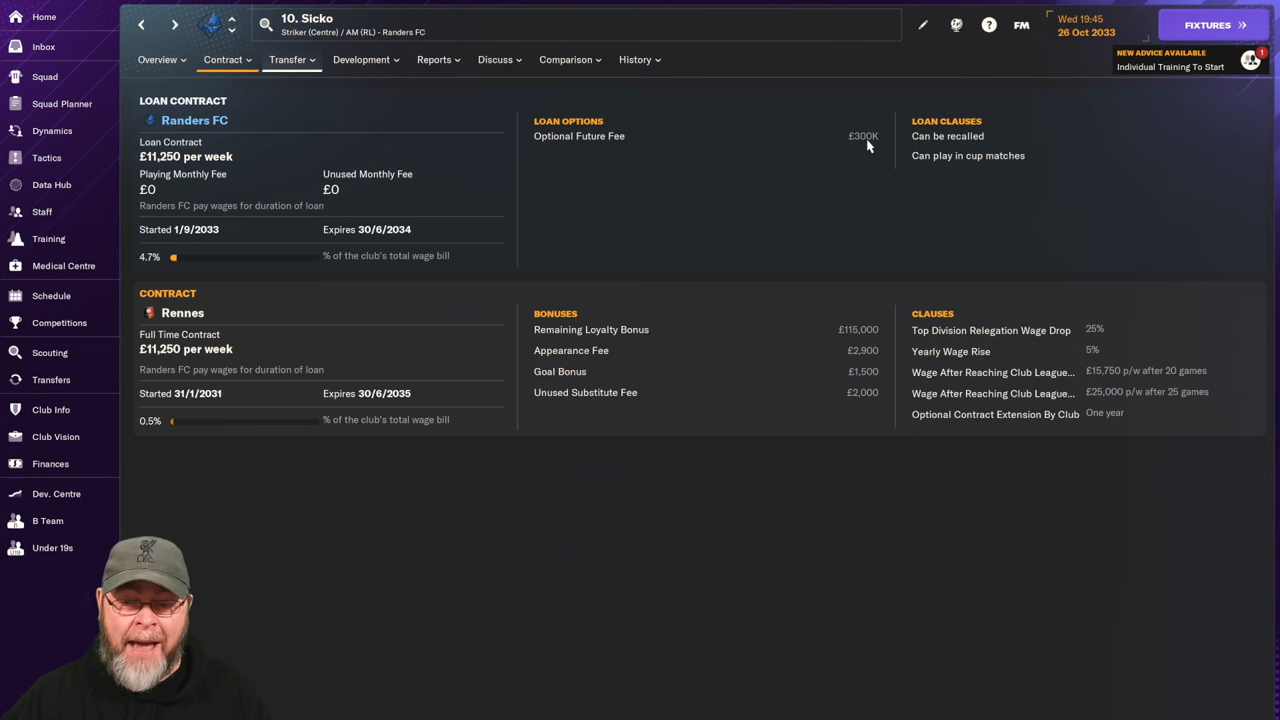 Home
Inbox
Squad
Squad Planner
Dynamics
Tactics
Data Hub
Staff
Training
Medical Centre
Schedule
Competitions
Scouting
Transfers
Club Info
Club Vision
Finances
Dev. Centre
B Team
Under 19s
10. Sicko
Striker (Centre) / AM (RL) - Randers FC
FM
Wed 19:45
26 Oct 2033
FIXTURES
Overview Contract Transfer Development Reports Discuss Comparison History
NEW ADVICE AVAILABLE
Individual Training To Start
1
LOAN CONTRACT
Randers FC
Loan Contract
£11,250 per week
Playing Monthly Fee Unused Monthly Fee
£0 £0
Randers FC pay wages for duration of loan
Started 1/9/2033 Expires 30/6/2034
4.7% % of the club's total wage bill
LOAN OPTIONS
Optional Future Fee £300K
LOAN CLAUSES
Can be recalled
Can play in cup matches
CONTRACT
Rennes
Full Time Contract
£11,250 per week
Randers FC pay wages for duration of loan
Started 31/1/2031 Expires 30/6/2035
0.5% % of the club's total wage bill
BONUSES
Remaining Loyalty Bonus £115,000
Appearance Fee £2,900
Goal Bonus £1,500
Unused Substitute Fee £2,000
CLAUSES
Top Division Relegation Wage Drop 25%
Yearly Wage Rise 5%
Wage After Reaching Club League... £15,750 p/w after 20 games
Wage After Reaching Club League... £25,000 p/w after 25 games
Optional Contract Extension By Club One year
L.F.C.